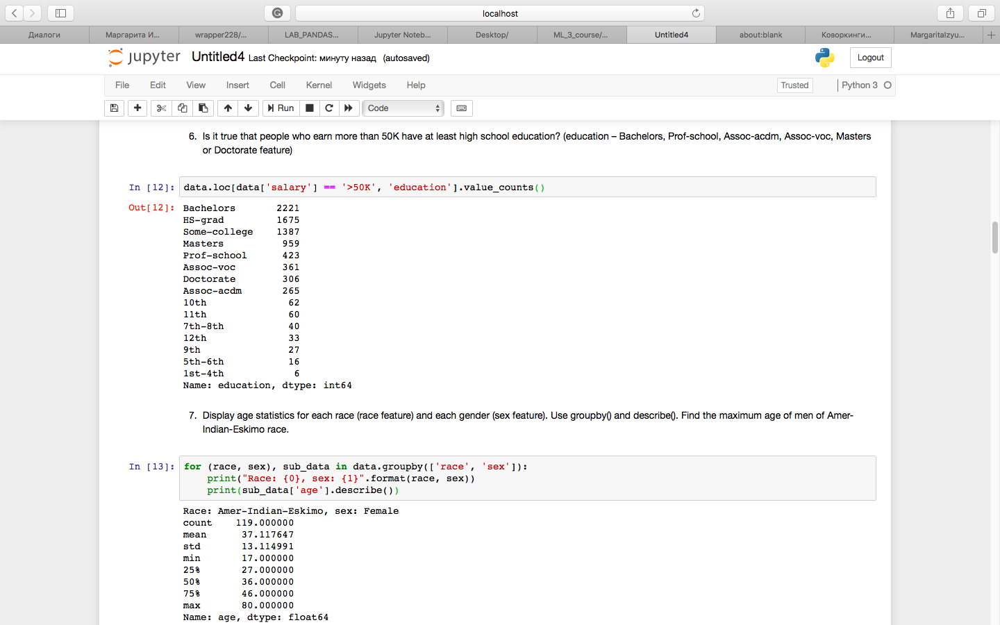 localhost
Диалоги
Маргарита И...
wrapper228/...
LAB_PANDAS...
Jupyter Noteb...
Desktop/
ML_3_course/...
Untitled4
about:blank
Коворкинги...
MargaritaIzyu...
jupyter Untitled4 Last Checkpoint: минуту назад (autosaved)
Logout
File Edit View Insert Cell Kernel Widgets Help
Trusted
Python 3
Run
Code
6. Is it true that people who earn more than 50K have at least high school education? (education – Bachelors, Prof-school, Assoc-acdm, Assoc-voc, Masters
or Doctorate feature)
In [12]: data.loc[data['salary'] == '>50K', 'education'].value_counts()
Out[12]: Bachelors 2221
HS-grad 1675
Some-college 1387
Masters 959
Prof-school 423
Assoc-voc 361
Doctorate 306
Assoc-acdm 265
10th 62
11th 60
7th-8th 40
12th 33
9th 27
5th-6th 16
1st-4th 6
Name: education, dtype: int64
7. Display age statistics for each race (race feature) and each gender (sex feature). Use groupby() and describe(). Find the maximum age of men of Amer-
Indian-Eskimo race.
In [13]: for (race, sex), sub_data in data.groupby(['race', 'sex']):
print("Race: {0}, sex: {1}".format(race, sex))
print(sub_data['age'].describe())
Race: Amer-Indian-Eskimo, sex: Female
count 119.000000
mean 37.117647
std 13.114991
min 17.000000
25% 27.000000
50% 36.000000
75% 46.000000
max 80.000000
Name: age, dtype: float64